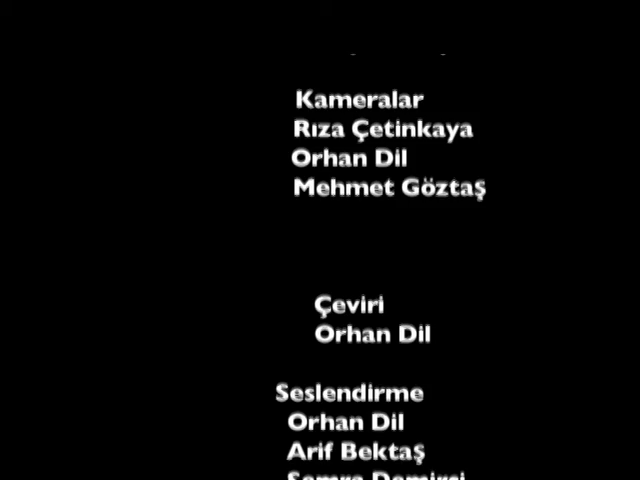 Kameralar
Rıza Çetinkaya
Orhan Dil
Mehmet Göztaş
Çeviri
Orhan Dil
Seslendirme
Orhan Dil
Arif Bektaş